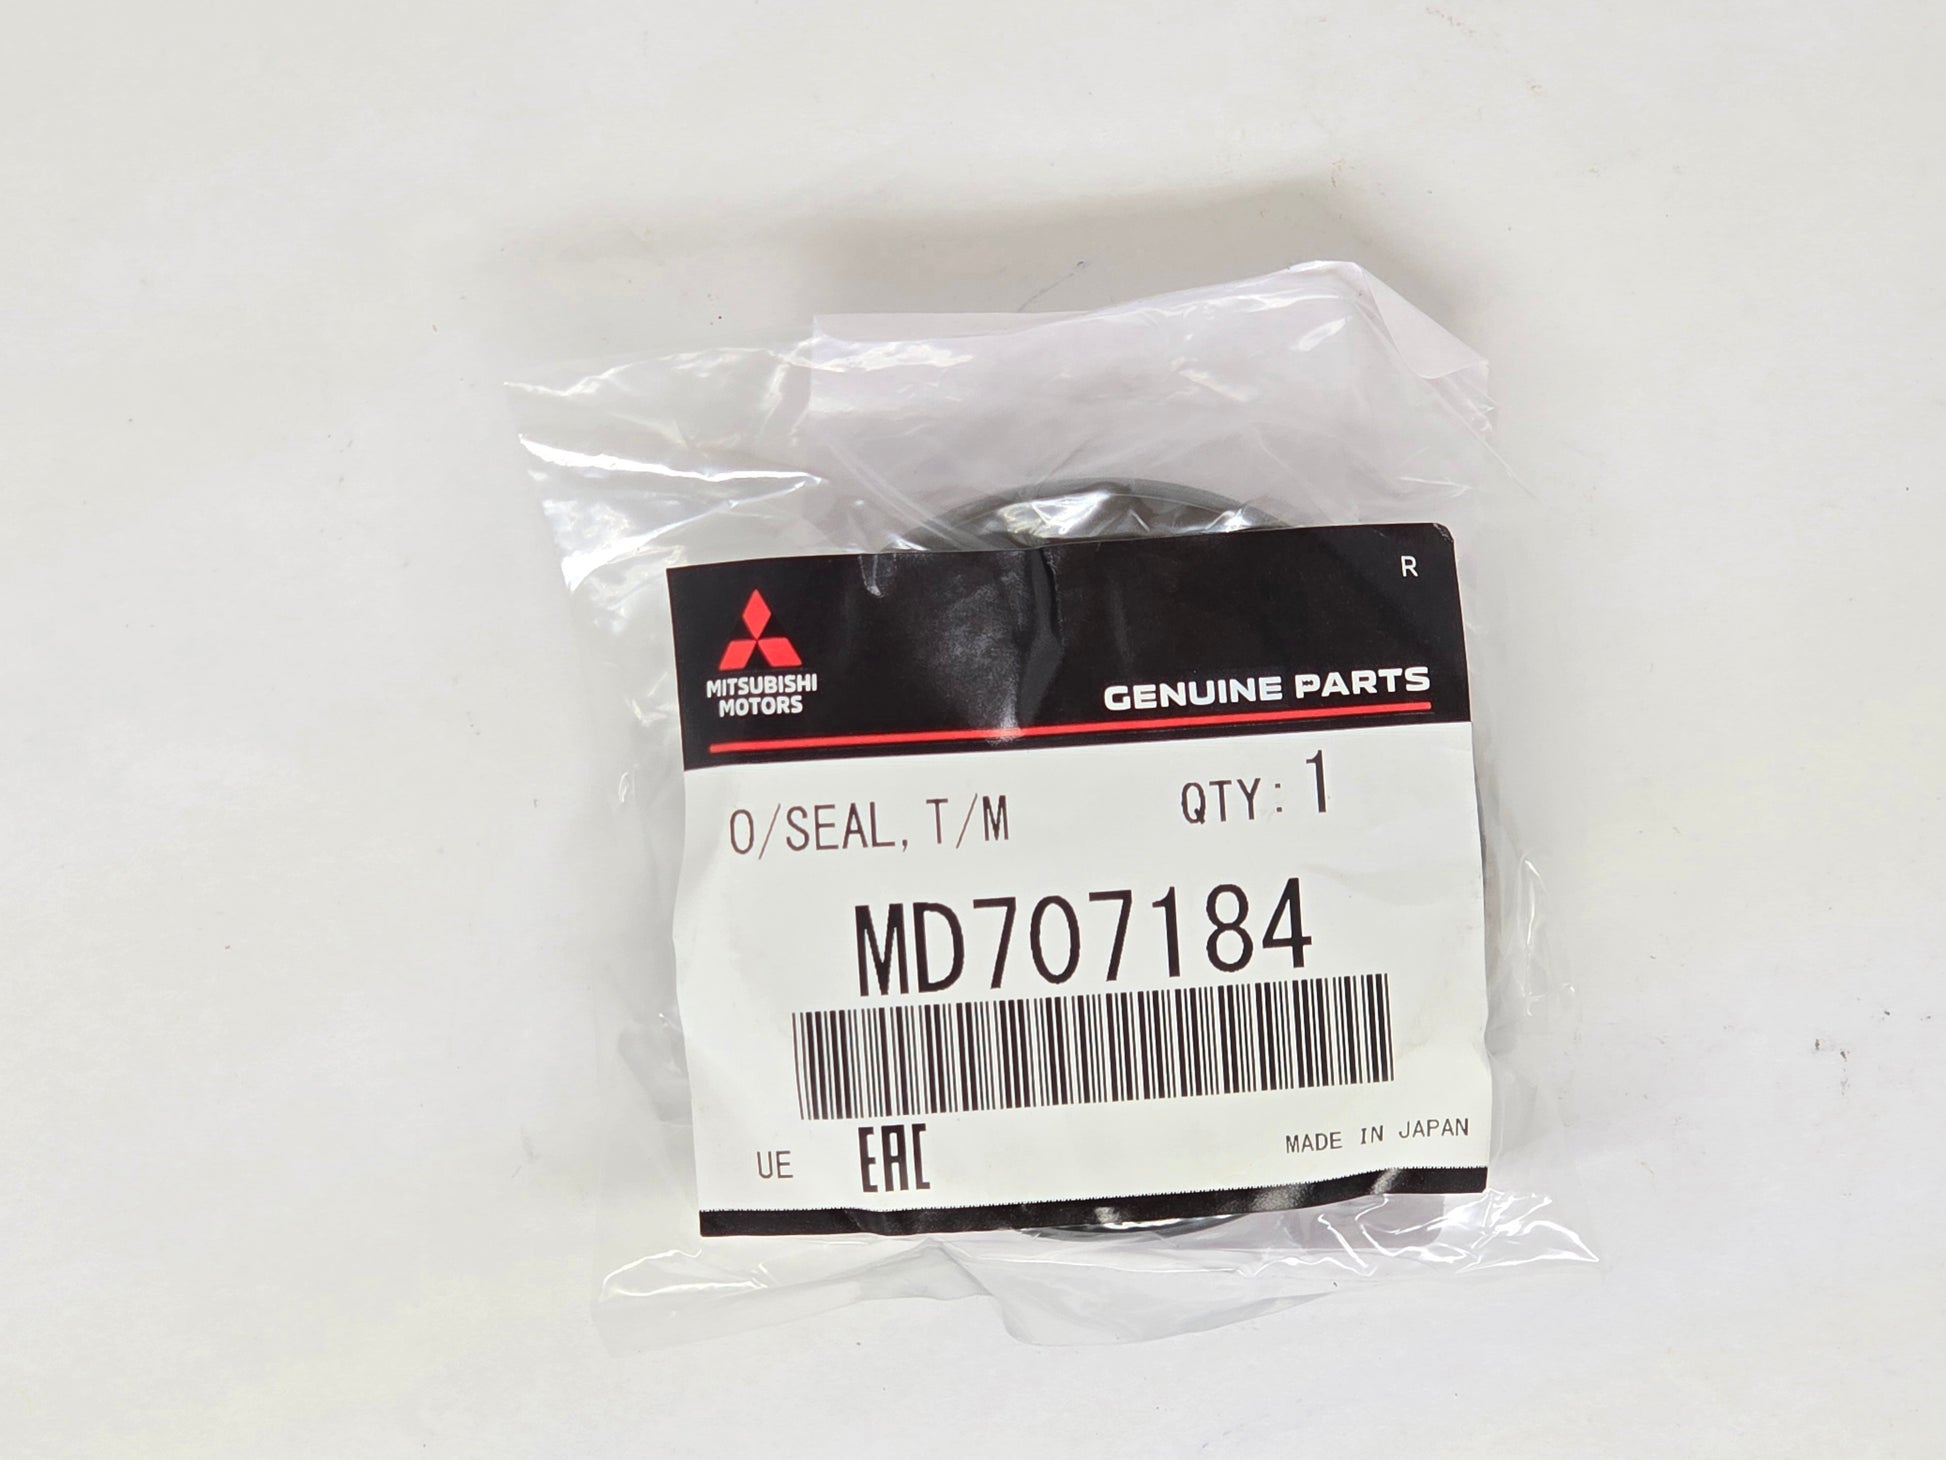 R
MITSUBISHI
MOTORS
GENUINE PARTS
O/SEAL, T/M QTY: 1
MD707184
UE EAC MADE IN JAPAN